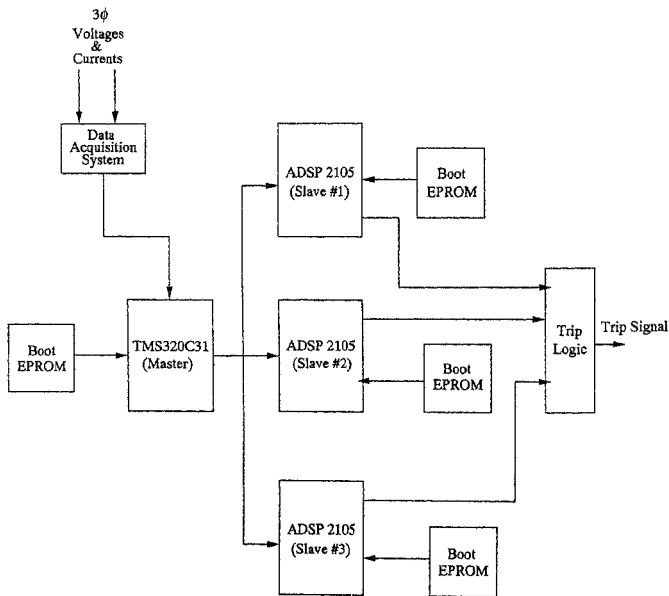 3ϕ
Voltages
&
Currents
Data
Acquisition
System
ADSP 2105
(Slave #1)
Boot
EPROM
TMS320C31
(Master)
Boot
EPROM
ADSP 2105
(Slave #2)
Boot
EPROM
Trip
Logic
Trip Signal
ADSP 2105
(Slave #3)
Boot
EPROM